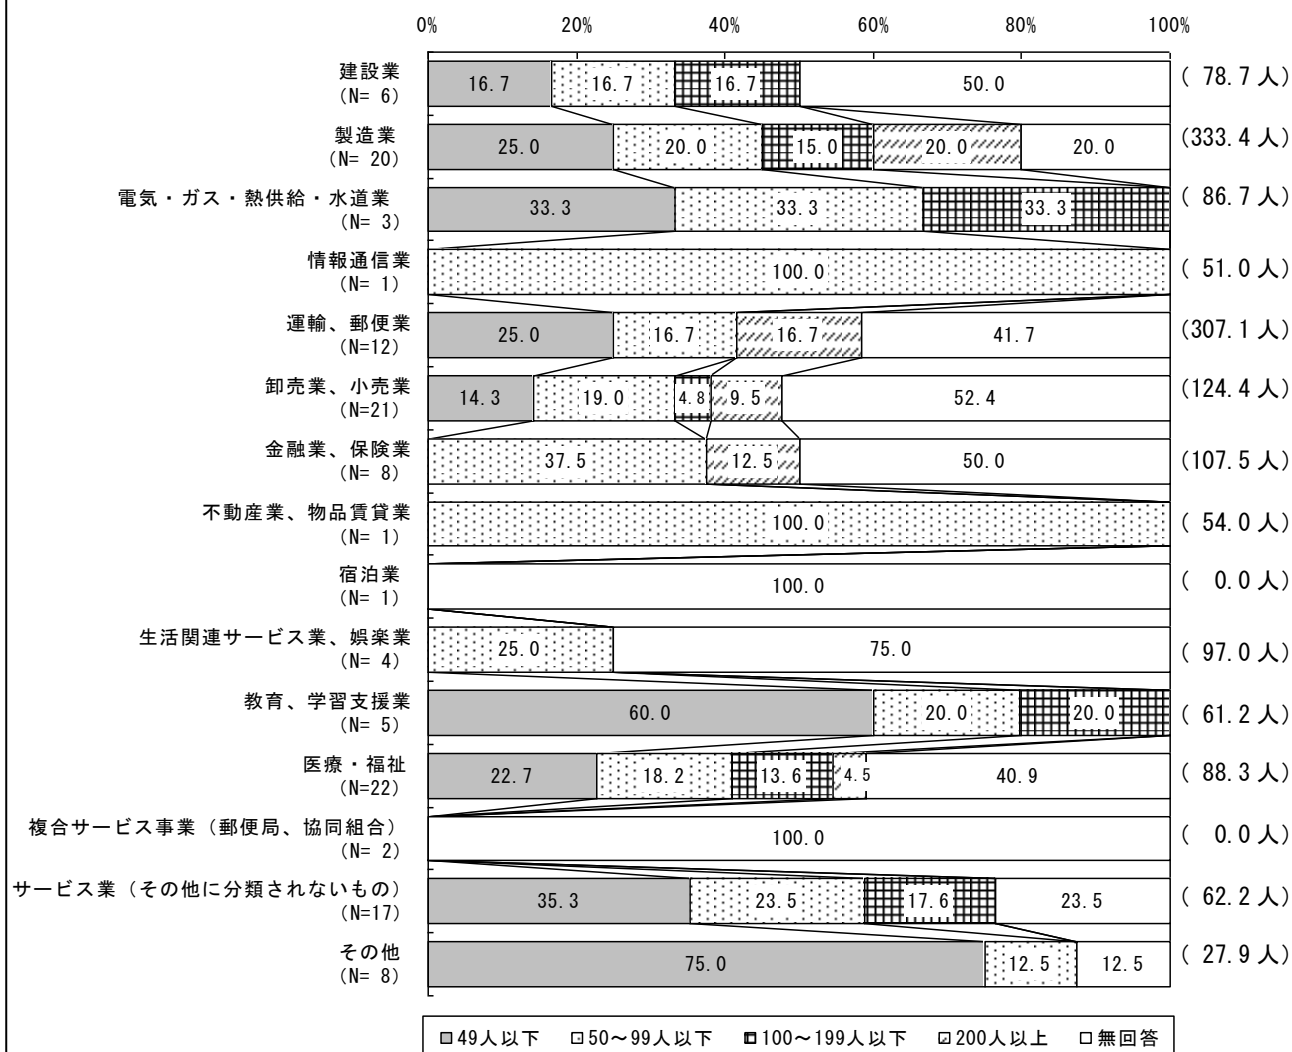 0% 20% 40% 60% 80% 100%
建設業
(N= 6)
16.7 16.7 16.7 50.0 ( 78.7人)
製造業
(N= 20)
25.0 20.0 15.0 20.0 20.0 (333.4人)
電気・ガス・熱供給・水道業
(N= 3)
33.3 33.3 33.3 ( 86.7人)
情報通信業
(N= 1)
100.0 ( 51.0人)
運輸、郵便業
(N=12)
25.0 16.7 16.7 41.7 (307.1人)
卸売業、小売業
(N=21)
14.3 19.0 4.8 9.5 52.4 (124.4人)
金融業、保険業
(N= 8)
37.5 12.5 50.0 (107.5人)
不動産業、物品賃貸業
(N= 1)
100.0 ( 54.0人)
宿泊業
(N= 1)
100.0 ( 0.0人)
生活関連サービス業、娯楽業
(N= 4)
25.0 75.0 ( 97.0人)
教育、学習支援業
(N= 5)
60.0 20.0 20.0 ( 61.2人)
医療・福祉
(N=22)
22.7 18.2 13.6 4.5 40.9 ( 88.3人)
複合サービス事業（郵便局、協同組合）
(N= 2)
100.0 ( 0.0人)
サービス業（その他に分類されないもの）
(N=17)
35.3 23.5 17.6 23.5 ( 62.2人)
その他
(N= 8)
75.0 12.5 12.5 ( 27.9人)
49人以下 50～99人以下 100～199人以下 200人以上 無回答